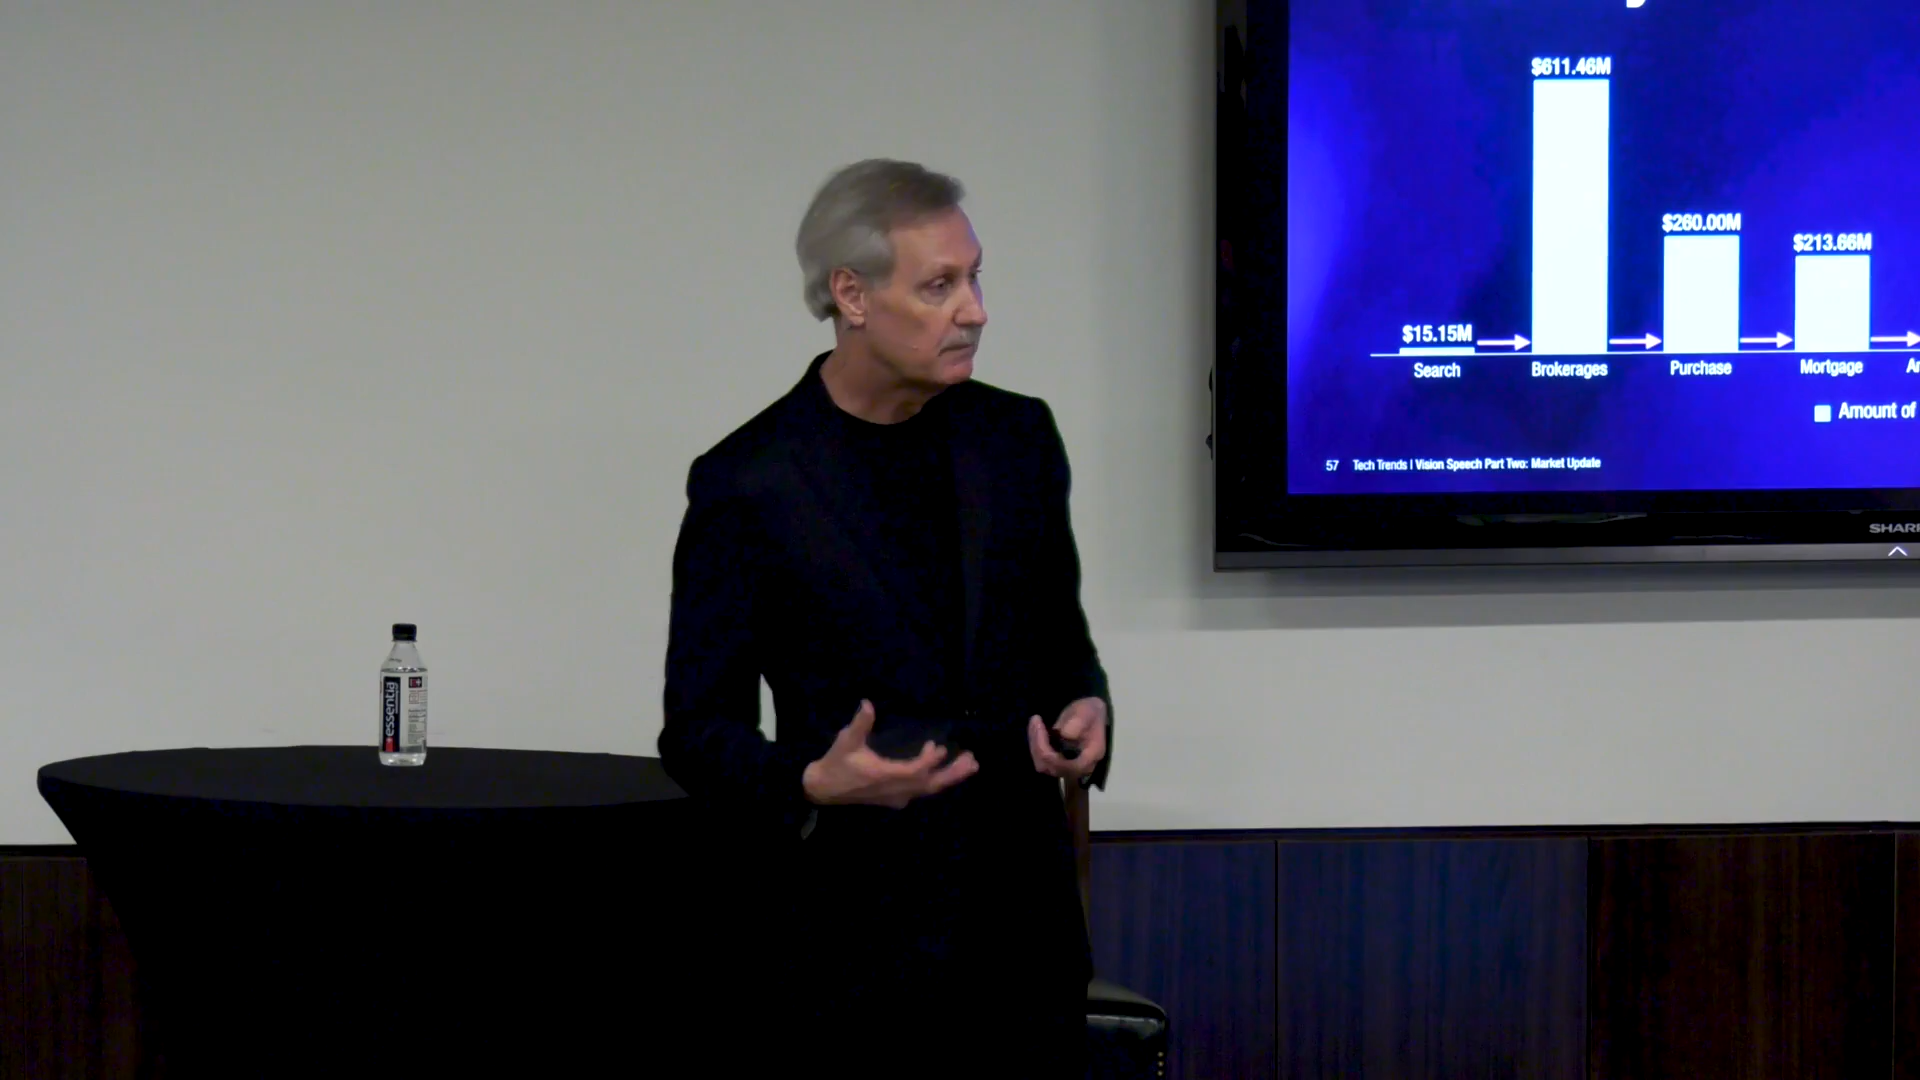 $611.46M
$260.00M
$213.66M
$15.15M
Search
Brokerages
Purchase
Mortgage
Amount of
57 Tech Trends | Vision Speech Part Two: Market Update
SHARP
essentia